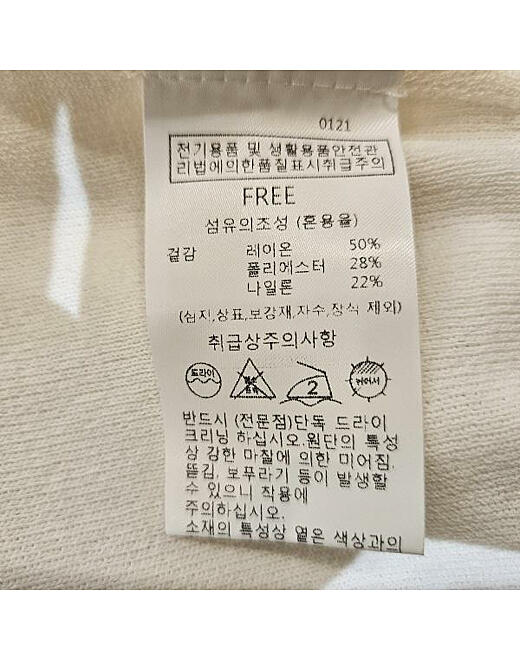 0121
전기용품 및 생활용품안전관
리법에의한품질표시취급주의
FREE
섬유의조성 (혼용율)
겉감 레이온 50%
폴리에스터 28%
나일론 22%
(심지,상표,보강재,자수,장식 제외)
취급상주의사항
드라이
2
뉘어서
반드시 (전문점)단독 드라이
크리닝 하십시오.원단의 특성
상 강한 마찰에 의한 미어짐,
뜯김, 보푸라기 등이 발생할
수 있으니 착용에
주의하십시오.
소재의 특성상 옅은 색상과의